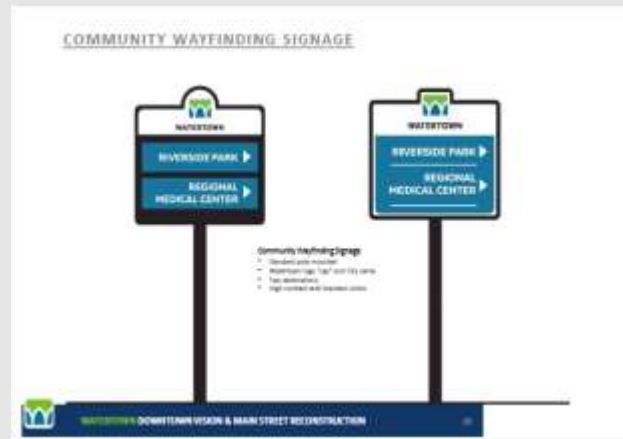 COMMUNITY WAYFINDING SIGNAGE
WATERTOWN
RIVERSIDE PARK
REGIONAL
MEDICAL CENTER
WATERTOWN
RIVERSIDE PARK
REGIONAL
MEDICAL CENTER
Community Wayfinding Signage
WATERTOWN DOWNTOWN VISION & MAIN STREET RECONSTRUCTION